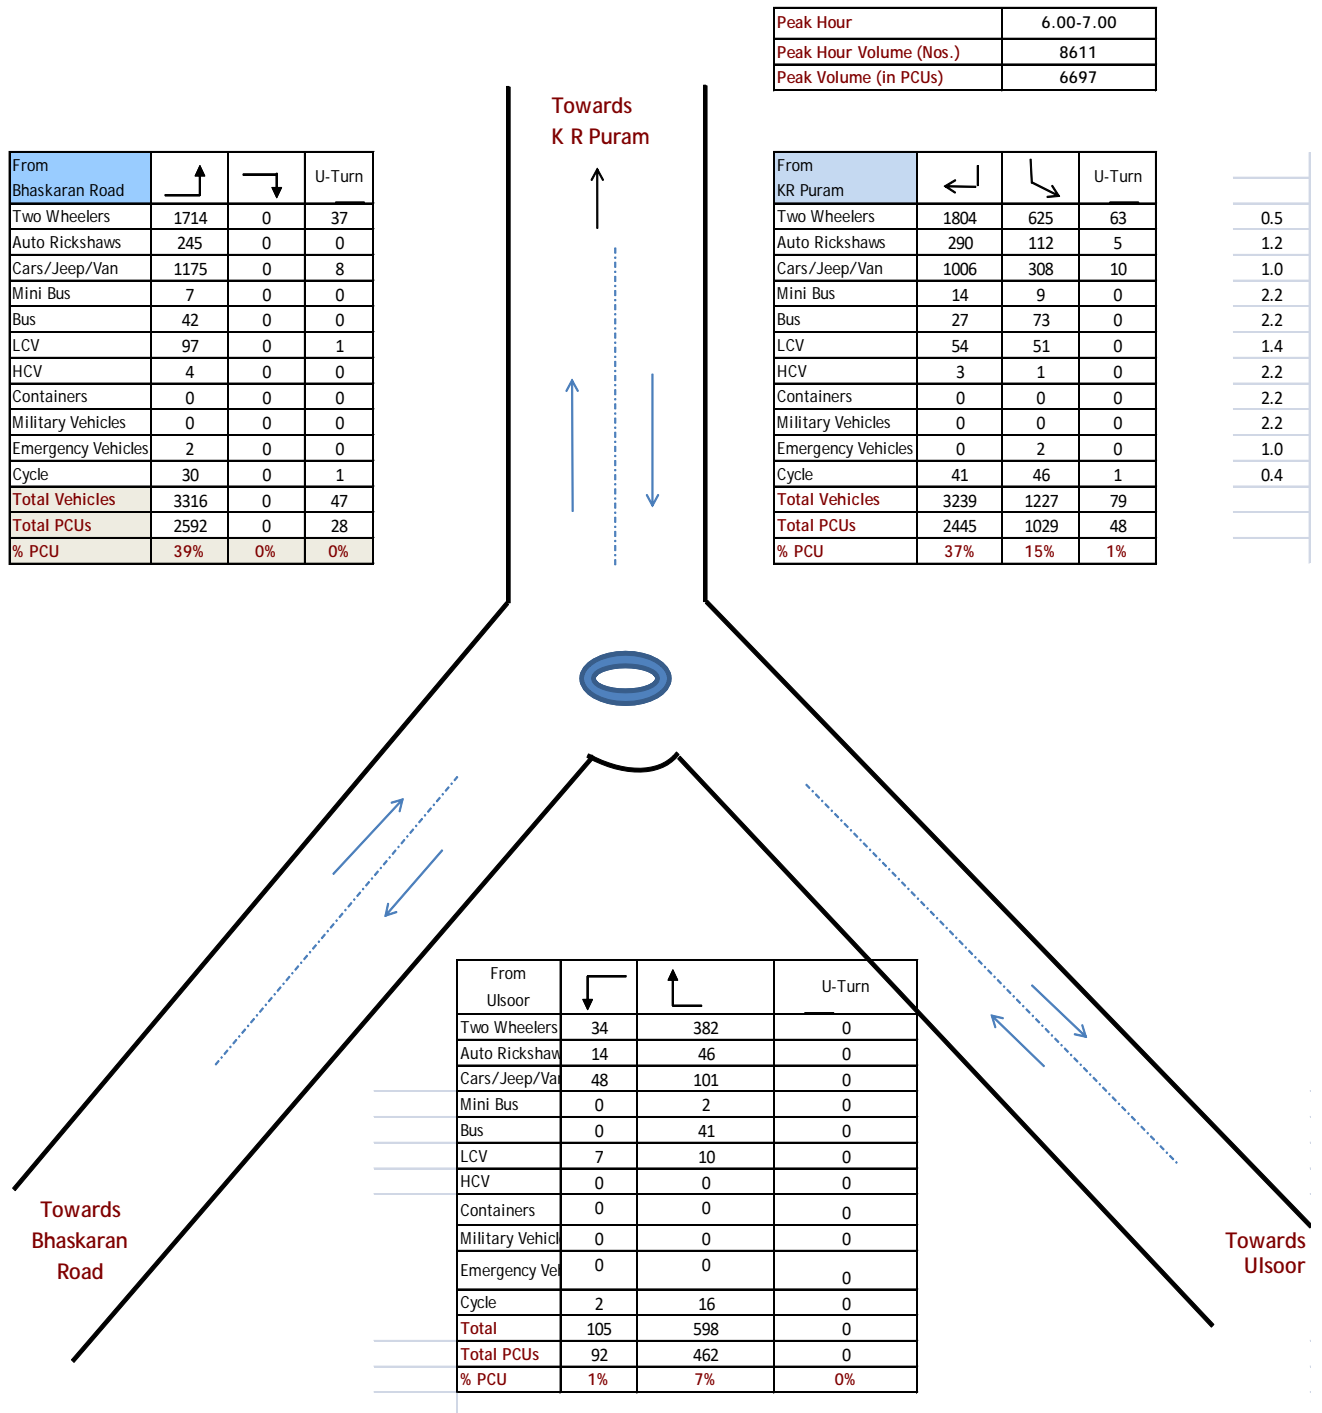 Peak Hour 6.00-7.00
Peak Hour Volume (Nos.) 8611
Peak Volume (in PCUs) 6697
Towards
K R Puram
From
Bhaskaran Road U-Turn
Two Wheelers 1714 0 37
Auto Rickshaws 245 0 0
Cars/Jeep/Van 1175 0 8
Mini Bus 7 0 0
Bus 42 0 0
LCV 97 0 1
HCV 4 0 0
Containers 0 0 0
Military Vehicles 0 0 0
Emergency Vehicles 2 0 0
Cycle 30 0 1
Total Vehicles 3316 0 47
Total PCUs 2592 0 28
% PCU 39% 0% 0%
From
KR Puram U-Turn
Two Wheelers 1804 625 63 0.5
Auto Rickshaws 290 112 5 1.2
Cars/Jeep/Van 1006 308 10 1.0
Mini Bus 14 9 0 2.2
Bus 27 73 0 2.2
LCV 54 51 0 1.4
HCV 3 1 0 2.2
Containers 0 0 0 2.2
Military Vehicles 0 0 0 2.2
Emergency Vehicles 0 2 0 1.0
Cycle 41 46 1 0.4
Total Vehicles 3239 1227 79
Total PCUs 2445 1029 48
% PCU 37% 15% 1%
From
Ulsoor U-Turn
Two Wheelers 34 382 0
Auto Rickshaw 14 46 0
Cars/Jeep/Van 48 101 0
Mini Bus 0 2 0
Bus 0 41 0
LCV 7 10 0
HCV 0 0 0
Containers 0 0 0
Military Vehicl 0 0 0
Emergency Vel 0 0 0
Cycle 2 16 0
Total 105 598 0
Total PCUs 92 462 0
% PCU 1% 7% 0%
Towards
Bhaskaran
Road
Towards
Ulsoor